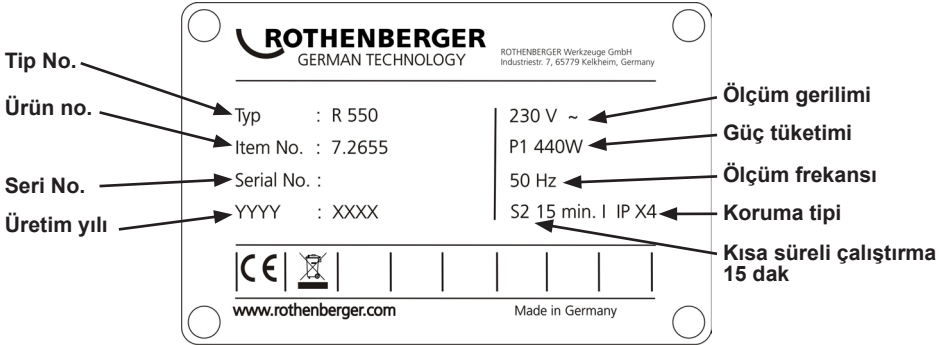 ROTHENBERGER
GERMAN TECHNOLOGY
ROTHENBERGER Werkzeuge GmbH
Industriestr. 7, 65779 Kelkheim, Germany
Tip No.
Ürün no.
Seri No.
Üretim yılı
Typ : R 550
Item No. : 7.2655
Serial No. :
YYYY : XXXX
230 V ~
P1 440W
50 Hz
S2 15 min. I IP X4
Ölçüm gerilimi
Güç tüketimi
Ölçüm frekansı
Koruma tipi
Kısa süreli çalıştırma
15 dak
CE
www.rothenberger.com
Made in Germany